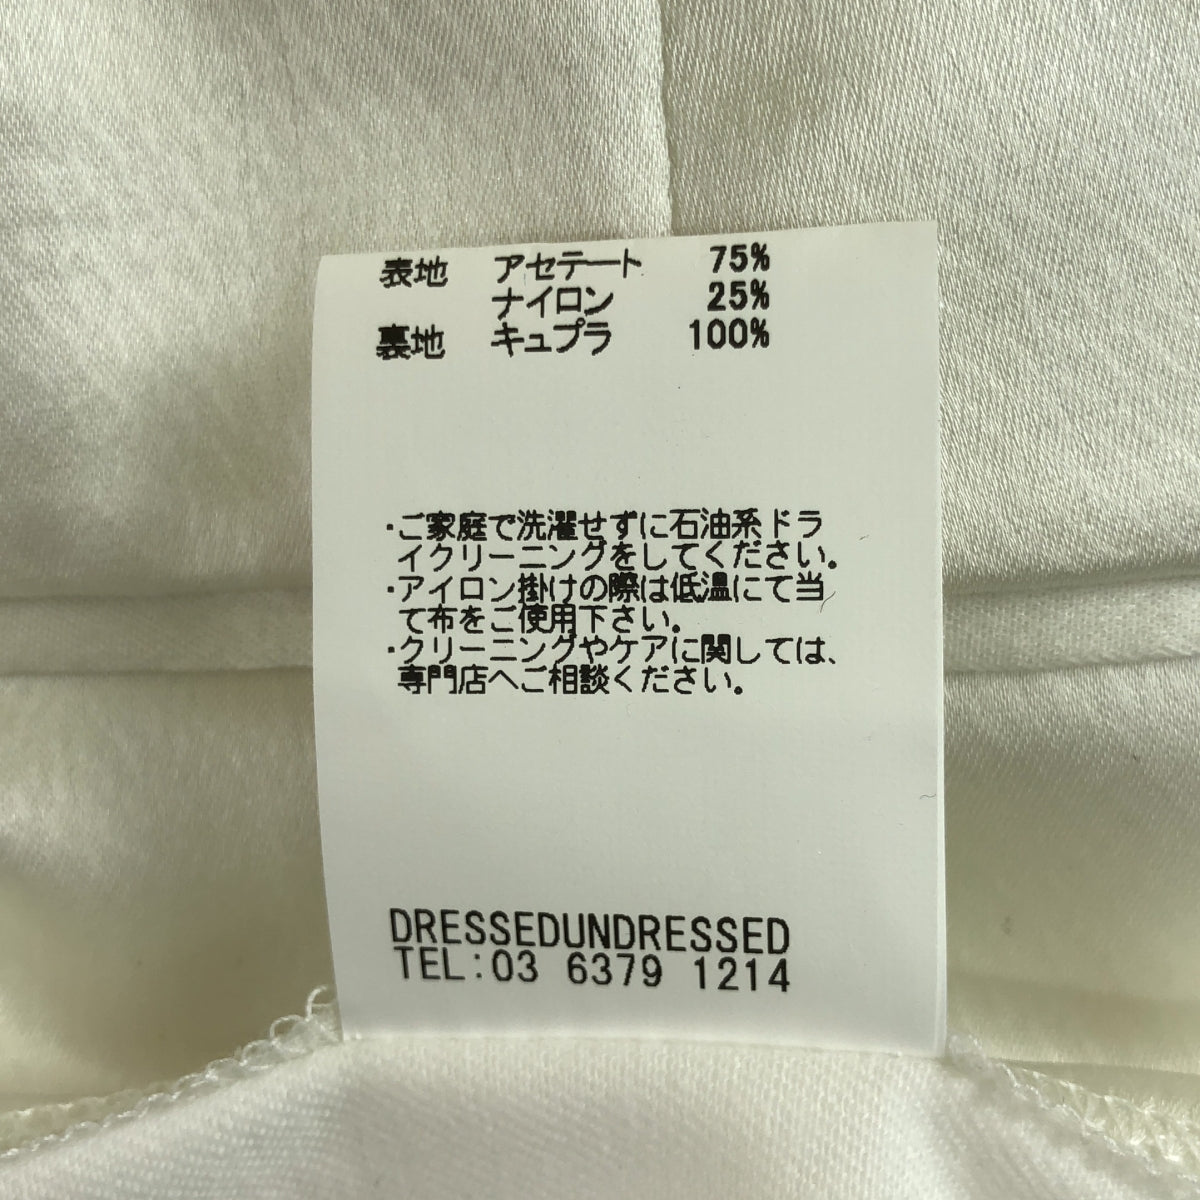 表地 アセテート 75%
ナイロン 25%
裏地 キュプラ 100%
・ご家庭で洗濯せずに石油系ドラ
イクリーニングをしてください。
・アイロン掛けの際は低温にて当
て布をご使用下さい。
・クリーニングやケアに関しては、
専門店へご相談ください。
DRESSEDUNDRESSED
TEL:03 6379 1214